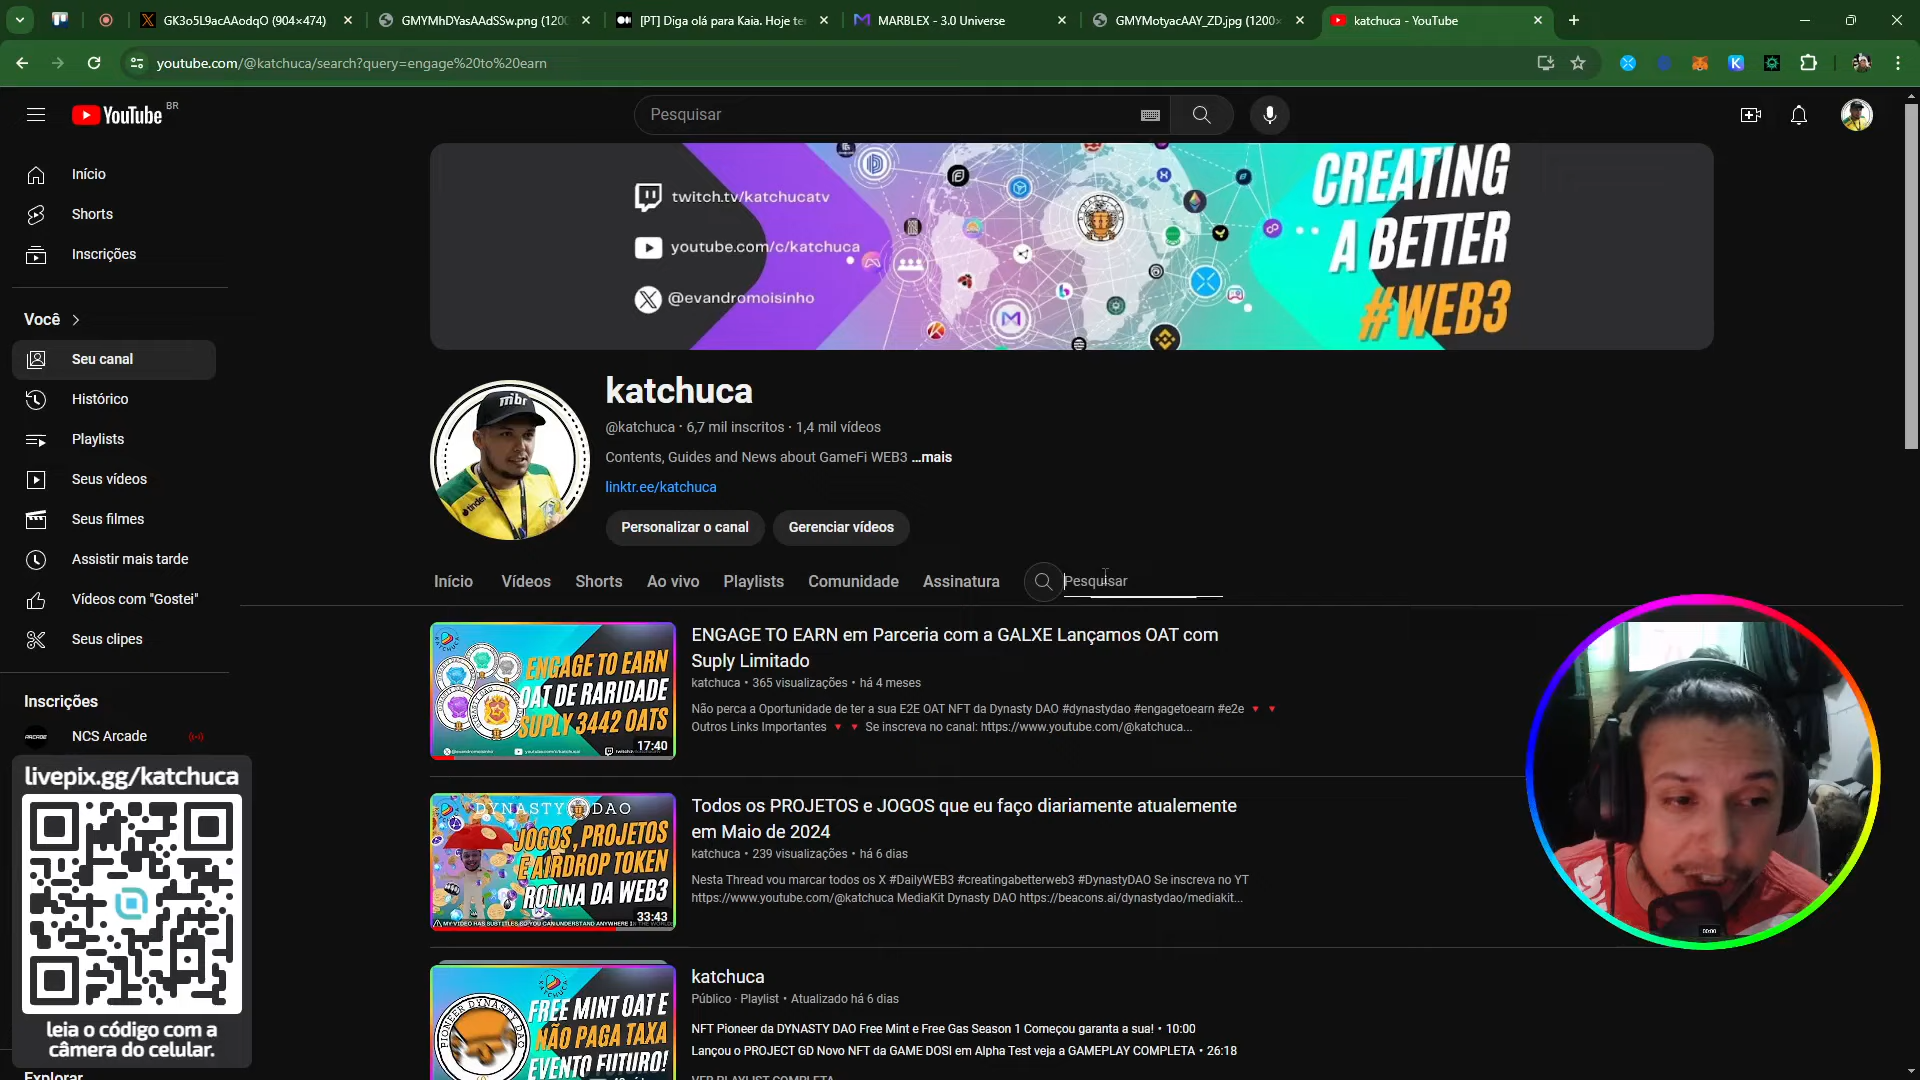 GK3o5L9acAAodqO (904×474)
GMYMhDYasAAdSSw.png (120
[PT] Diga olá para Kaia. Hoje te
MARBLEX - 3.0 Universe
GMYMotyacAAY_ZD.jpg (1200×
katchuca - YouTube
youtube.com/@katchuca/search?query=engage%20to%20earn
YouTube BR
Pesquisar
Início
Shorts
Inscrições
Você
Seu canal
Histórico
Playlists
Seus vídeos
Seus filmes
Assistir mais tarde
Vídeos com "Gostei"
Seus clipes
Inscrições
NCS Arcade
livepix.gg/katchuca
leia o código com a
câmera do celular.
Explorar
twitch.tv/katchucatv
youtube.com/c/katchuca
@evandromoisinho
CREATING
A BETTER
#WEB3
mbr
tinder
katchuca
@katchuca · 6,7 mil inscritos · 1,4 mil vídeos
Contents, Guides and News about GameFi WEB3 ...mais
linktr.ee/katchuca
Personalizar o canal
Gerenciar vídeos
Início Vídeos Shorts Ao vivo Playlists Comunidade Assinatura Pesquisar
ENGAGE TO EARN
OAT DE RARIDADE
SUPLY 3442 OATS
17:40
ENGAGE TO EARN em Parceria com a GALXE Lançamos OAT com
Suply Limitado
katchuca • 365 visualizações • há 4 meses
Não perca a Oportunidade de ter a sua E2E OAT NFT da Dynasty DAO #dynastydao #engagetoearn #e2e 🔻 🔻
Outros Links Importantes 🔻 🔻 Se inscreva no canal: https://www.youtube.com/@katchuca...
DYNASTY DAO
JOGOS, PROJETOS
E AIRDROP TOKEN
ROTINA DA WEB3
33:43
Todos os PROJETOS e JOGOS que eu faço diariamente atualemente
em Maio de 2024
katchuca • 239 visualizações • há 6 dias
Nesta Thread vou marcar todos os X #DailyWEB3 #creatingabetterweb3 #DynastyDAO Se inscreva no YT
https://www.youtube.com/@katchuca MediaKit Dynasty DAO https://beacons.ai/dynastydao/mediakit...
FREE MINT OAT E
NÃO PAGA TAXA
EVENTO FUTURO!
katchuca
Público · Playlist • Atualizado há 6 dias
NFT Pioneer da DYNASTY DAO Free Mint e Free Gas Season 1 Começou garanta a sua! • 10:00
Lançou o PROJECT GD Novo NFT da GAME DOSI em Alpha Test veja a GAMEPLAY COMPLETA • 26:18
VER PLAYLIST COMPLETA
00:00